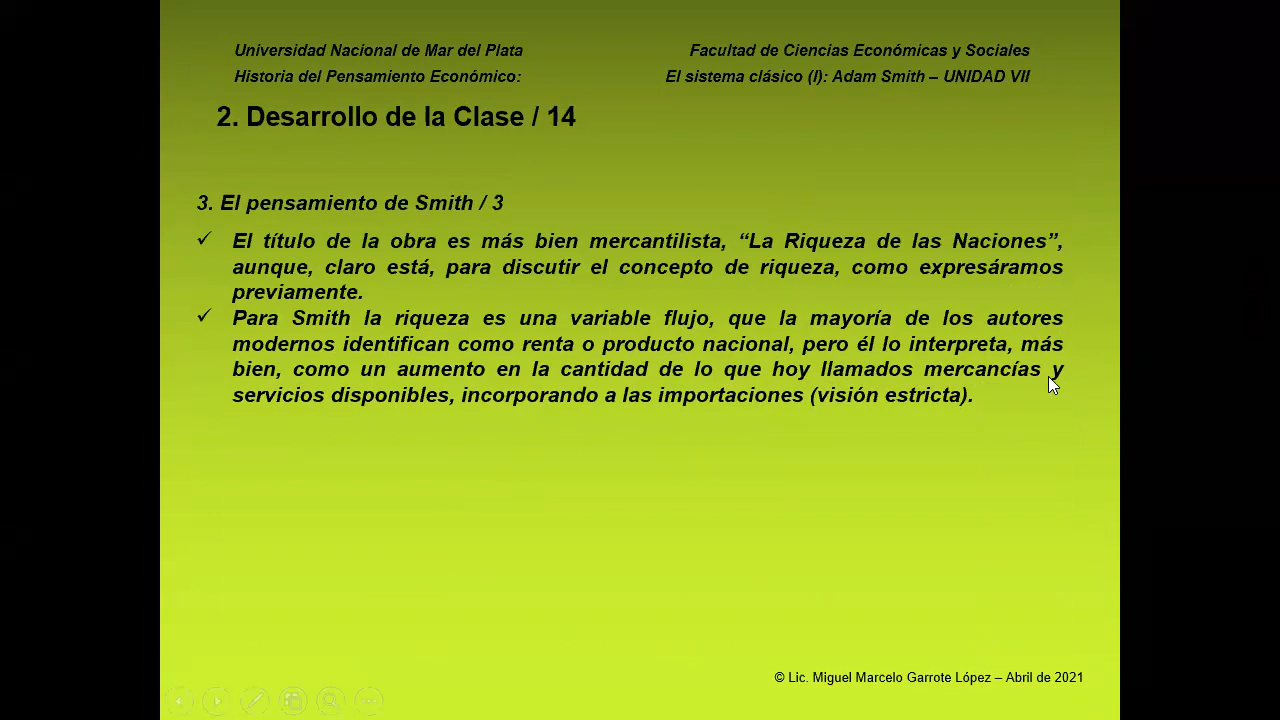 Universidad Nacional de Mar del Plata
Facultad de Ciencias Económicas y Sociales
Historia del Pensamiento Económico:
El sistema clásico (I): Adam Smith – UNIDAD VII
2. Desarrollo de la Clase / 14
3. El pensamiento de Smith / 3
✓ El título de la obra es más bien mercantilista, “La Riqueza de las Naciones”,
aunque, claro está, para discutir el concepto de riqueza, como expresáramos
previamente.
✓ Para Smith la riqueza es una variable flujo, que la mayoría de los autores
modernos identifican como renta o producto nacional, pero él lo interpreta, más
bien, como un aumento en la cantidad de lo que hoy llamados mercancías y
servicios disponibles, incorporando a las importaciones (visión estricta).
© Lic. Miguel Marcelo Garrote López – Abril de 2021